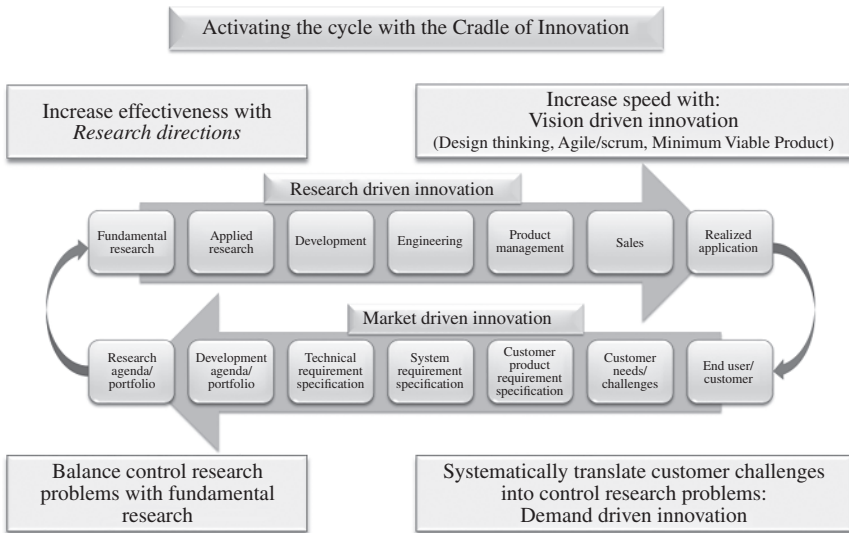 Activating the cycle with the Cradle of Innovation
Increase effectiveness with
Research directions
Increase speed with:
Vision driven innovation
(Design thinking, Agile/scrum, Minimum Viable Product)
Research driven innovation
Fundamental
research
Applied
research
Development
Engineering
Product
management
Sales
Realized
application
Market driven innovation
Research
agenda/
portfolio
Development
agenda/
portfolio
Technical
requirement
specification
System
requirement
specification
Customer
product
requirement
specification
Customer
needs/
challenges
End user/
customer
Balance control research
problems with fundamental
research
Systematically translate customer challenges
into control research problems:
Demand driven innovation